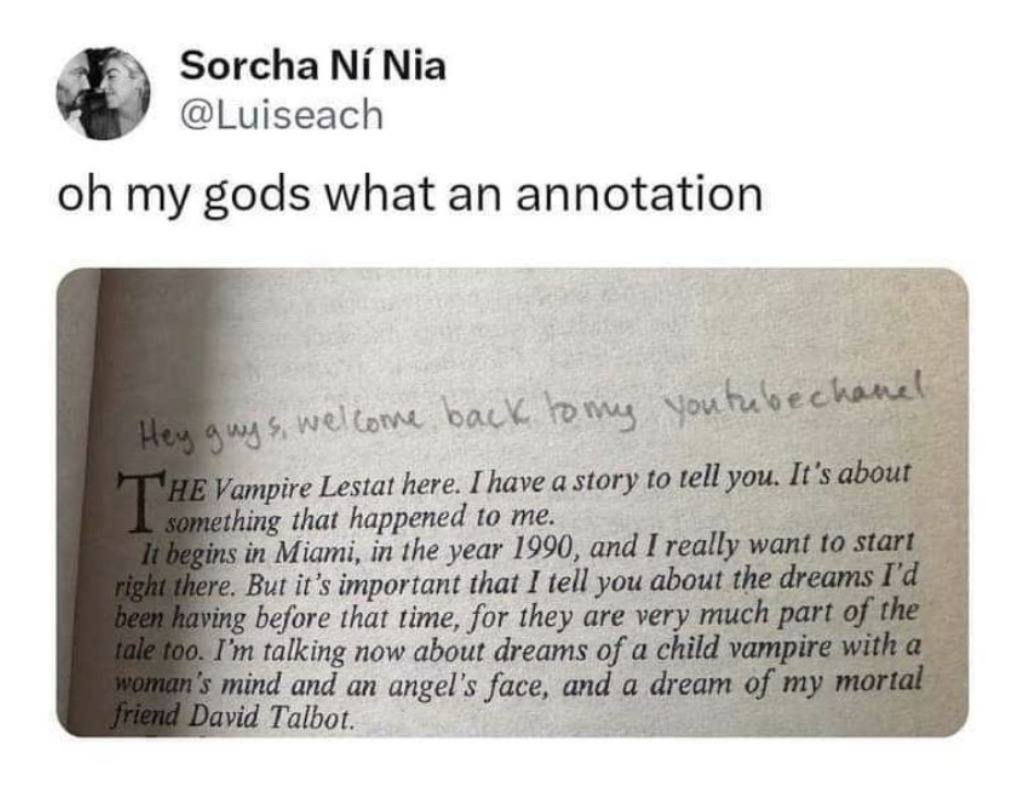 Sorcha Ní Nia
@Luiseach
oh my gods what an annotation
Hey guys, welcome back to my youtubechanel
THE Vampire Lestat here. I have a story to tell you. It's about
something that happened to me.
It begins in Miami, in the year 1990, and I really want to start
right there. But it's important that I tell you about the dreams I'd
been having before that time, for they are very much part of the
tale too. I'm talking now about dreams of a child vampire with a
woman's mind and an angel's face, and a dream of my mortal
friend David Talbot.